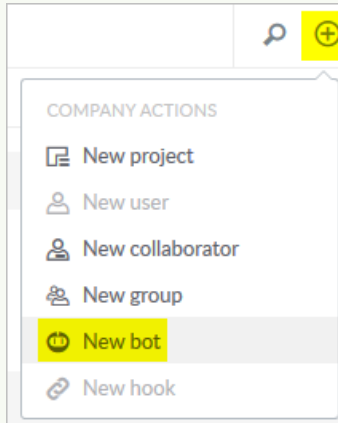 COMPANY ACTIONS
New project
New user
New collaborator
New group
New bot
New hook